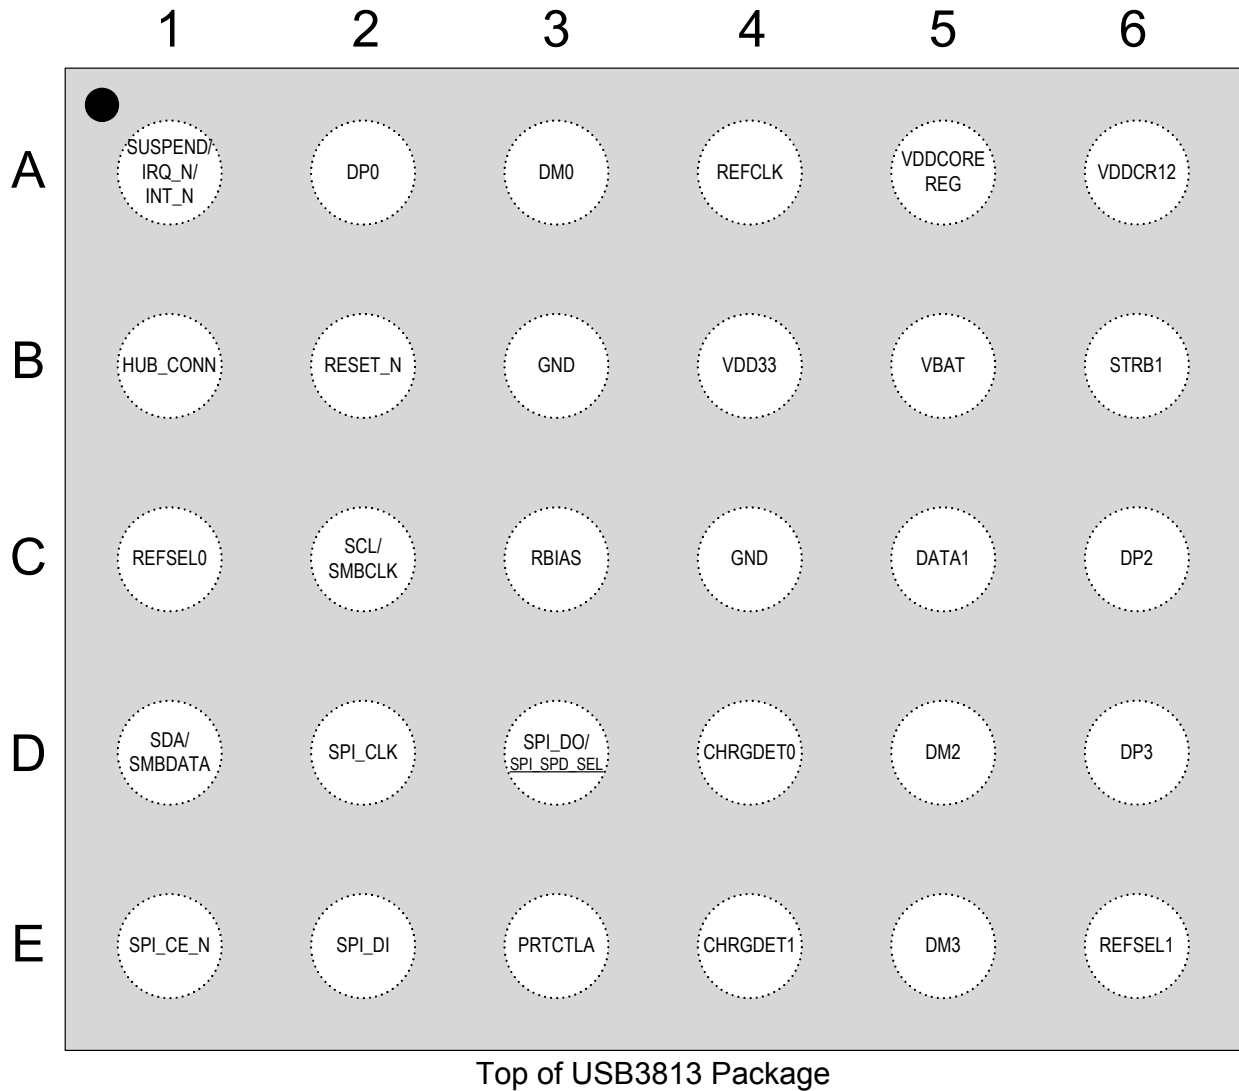 1 2 3 4 5 6
A
SUSPEND/
IRQ_N/
INT_N
DP0
DM0
REFCLK
VDDCORE
REG
VDDCR12
B
HUB_CONN
RESET_N
GND
VDD33
VBAT
STRB1
C
REFSEL0
SCL/
SMBCLK
RBIAS
GND
DATA1
DP2
D
SDA/
SMBDATA
SPI_CLK
SPI_DO/
SPI_SPD_SEL
CHRGDET0
DM2
DP3
E
SPI_CE_N
SPI_DI
PRTCTLA
CHRGDET1
DM3
REFSEL1
Top of USB3813 Package